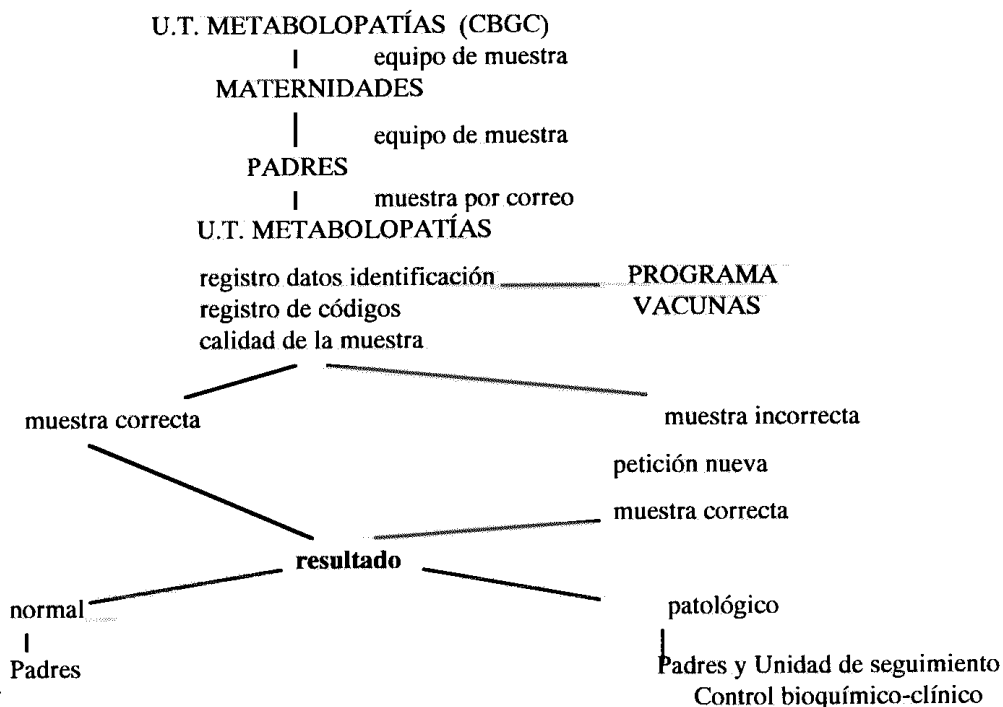 U.T. METABOLOPATÍAS (CBGC)
equipo de muestra
MATERNIDADES
equipo de muestra
PADRES
muestra por correo
U.T. METABOLOPATÍAS
registro datos identificación PROGRAMA
registro de códigos VACUNAS
calidad de la muestra
muestra correcta muestra incorrecta
petición nueva
muestra correcta
resultado
normal patológico
Padres Padres y Unidad de seguimiento
Control bioquímico-clínico